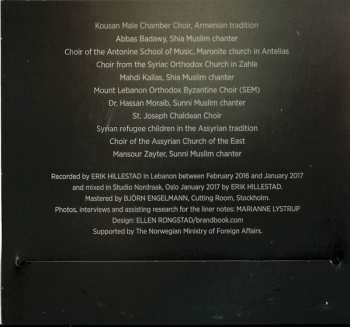 Kousan Male Chamber Choir, Armenian tradition
Abbas Badawy, Shia Muslim chanter
Choir of the Antonine School of Music, Maronite church in Antelias
Choir from the Syriac Orthodox Church in Zahle
Mahdi Kallas, Shia Muslim chanter
Mount Lebanon Orthodox Byzantine Choir (SEM)
Dr. Hassan Moraib, Sunni Muslim chanter
St. Joseph Chaldean Choir
Syrian refugee children in the Assyrian tradition
Choir of the Assyrian Church of the East
Mansour Zayter, Sunni Muslim chanter
Recorded by ERIK HILLESTAD in Lebanon between February 2016 and January 2017
and mixed in Studio Nordraak, Oslo January 2017 by ERIK HILLESTAD.
Mastered by BJÖRN ENGELMANN, Cutting Room, Stockholm.
Photos, interviews and assisting research for the liner notes: MARIANNE LYSTRUP
Design: ELLEN RONGSTAD/brandbook.com
Supported by The Norwegian Ministry of Foreign Affairs.